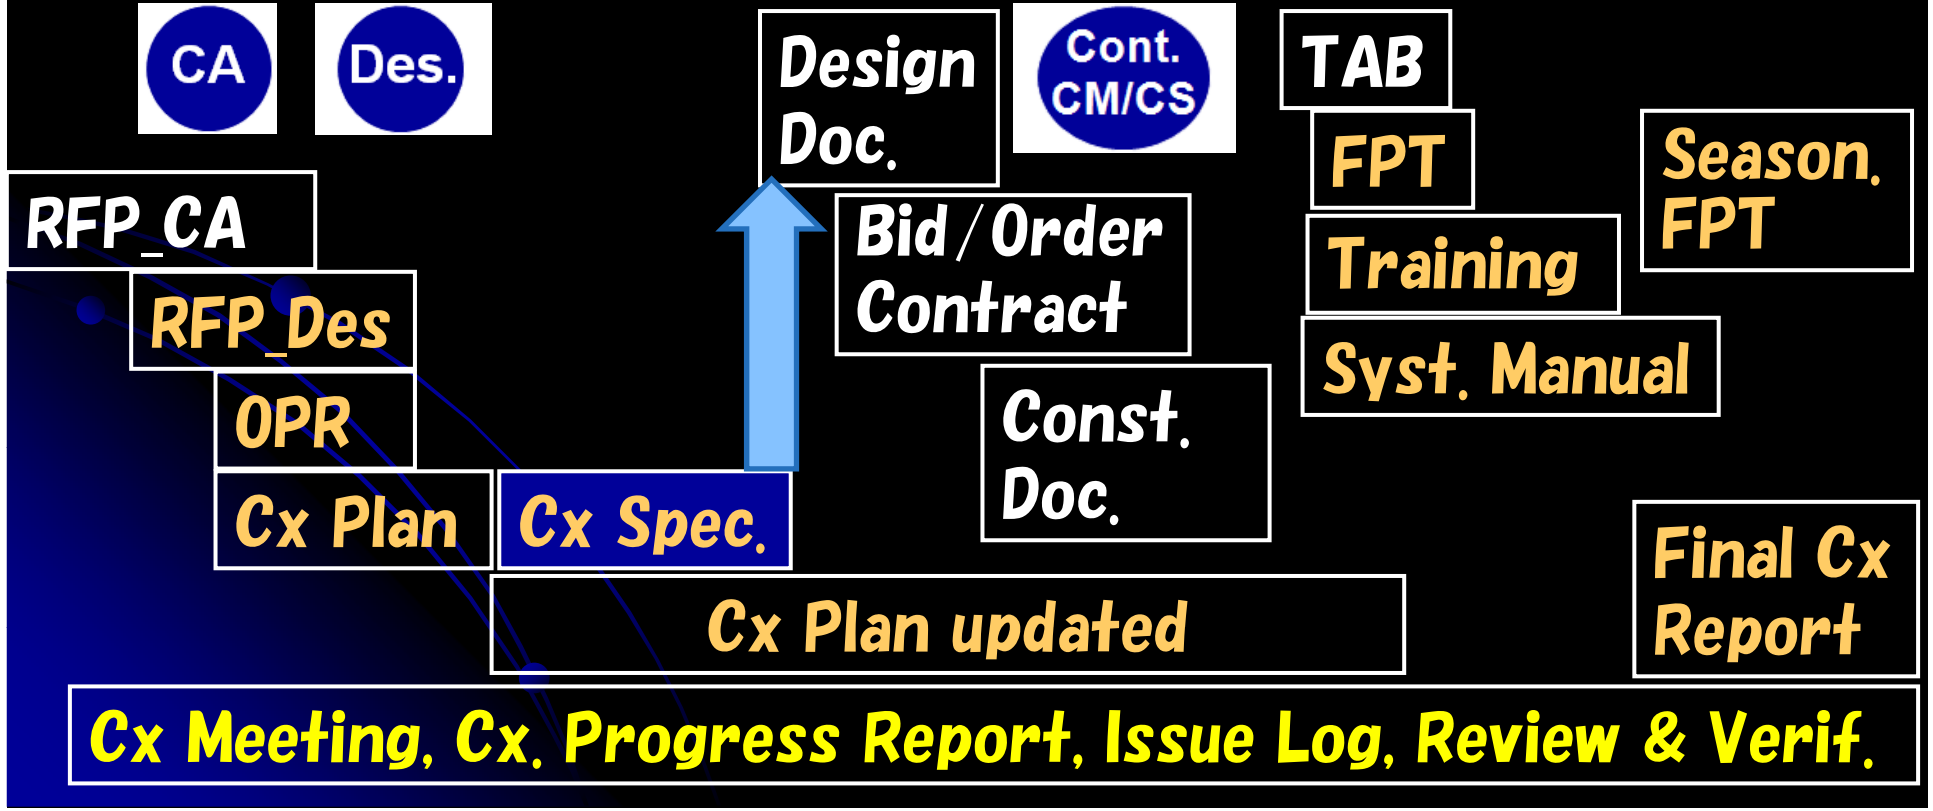 CA
Des.
Design
Doc.
Cont.
CM/CS
TAB
FPT
Season.
FPT
RFP_CA
Bid/Order
Contract
Training
RFP_Des
Syst. Manual
OPR
Const.
Doc.
Cx Plan
Cx Spec.
Final Cx
Report
Cx Plan updated
Cx Meeting, Cx. Progress Report, Issue Log, Review & Verif.